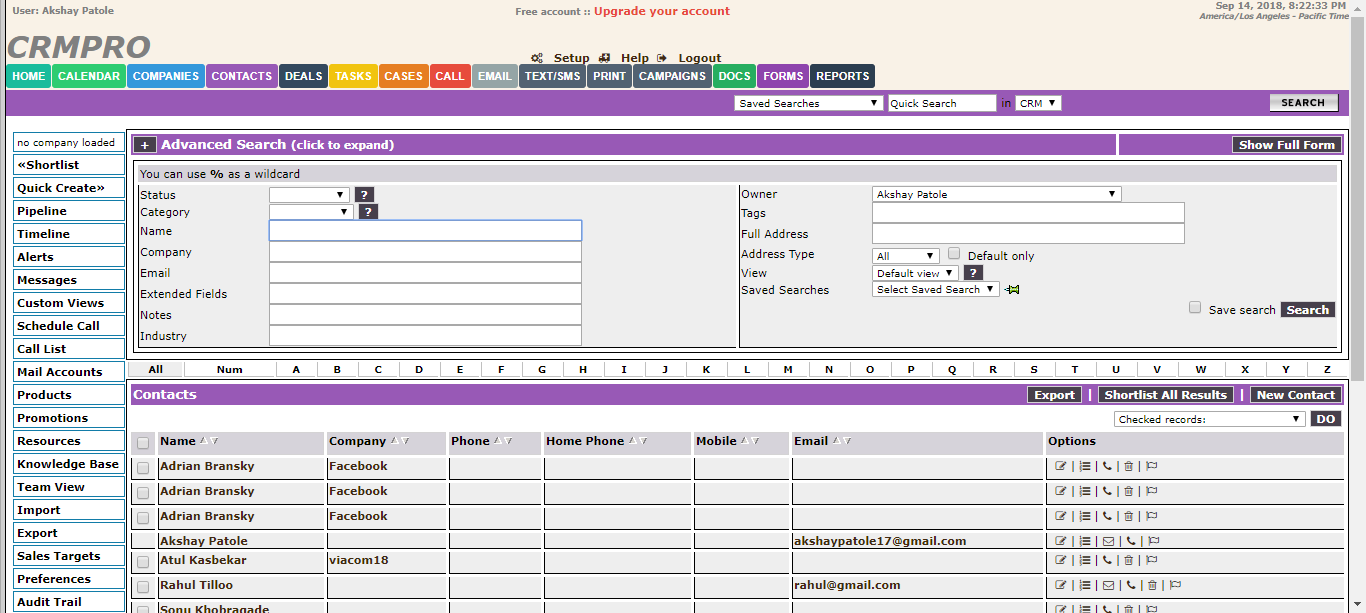 User: Akshay Patole
Free account :: Upgrade your account
Sep 14, 2018, 8:22:33 PM
America/Los Angeles - Pacific Time
CRMPRO
Setup Help Logout
HOME CALENDAR COMPANIES CONTACTS DEALS TASKS CASES CALL EMAIL TEXT/SMS PRINT CAMPAIGNS DOCS FORMS REPORTS
Saved Searches Quick Search in CRM SEARCH
no company loaded
«Shortlist
Quick Create»
Pipeline
Timeline
Alerts
Messages
Custom Views
Schedule Call
Call List
Mail Accounts
Products
Promotions
Resources
Knowledge Base
Team View
Import
Export
Sales Targets
Preferences
Audit Trail
+ Advanced Search (click to expand) Show Full Form
You can use % as a wildcard
Status ?
Category ?
Name
Company
Email
Extended Fields
Notes
Industry
Owner Akshay Patole
Tags
Full Address
Address Type All Default only
View Default view ?
Saved Searches Select Saved Search
Save search Search
All Num A B C D E F G H I J K L M N O P Q R S T U V W X Y Z
Contacts Export | Shortlist All Results | New Contact
Checked records: DO
Name Company Phone Home Phone Mobile Email Options
Adrian Bransky Facebook
Adrian Bransky Facebook
Adrian Bransky Facebook
Akshay Patole akshaypatole17@gmail.com
Atul Kasbekar viacom18
Rahul Tilloo rahul@gmail.com
Sonu Khobragade